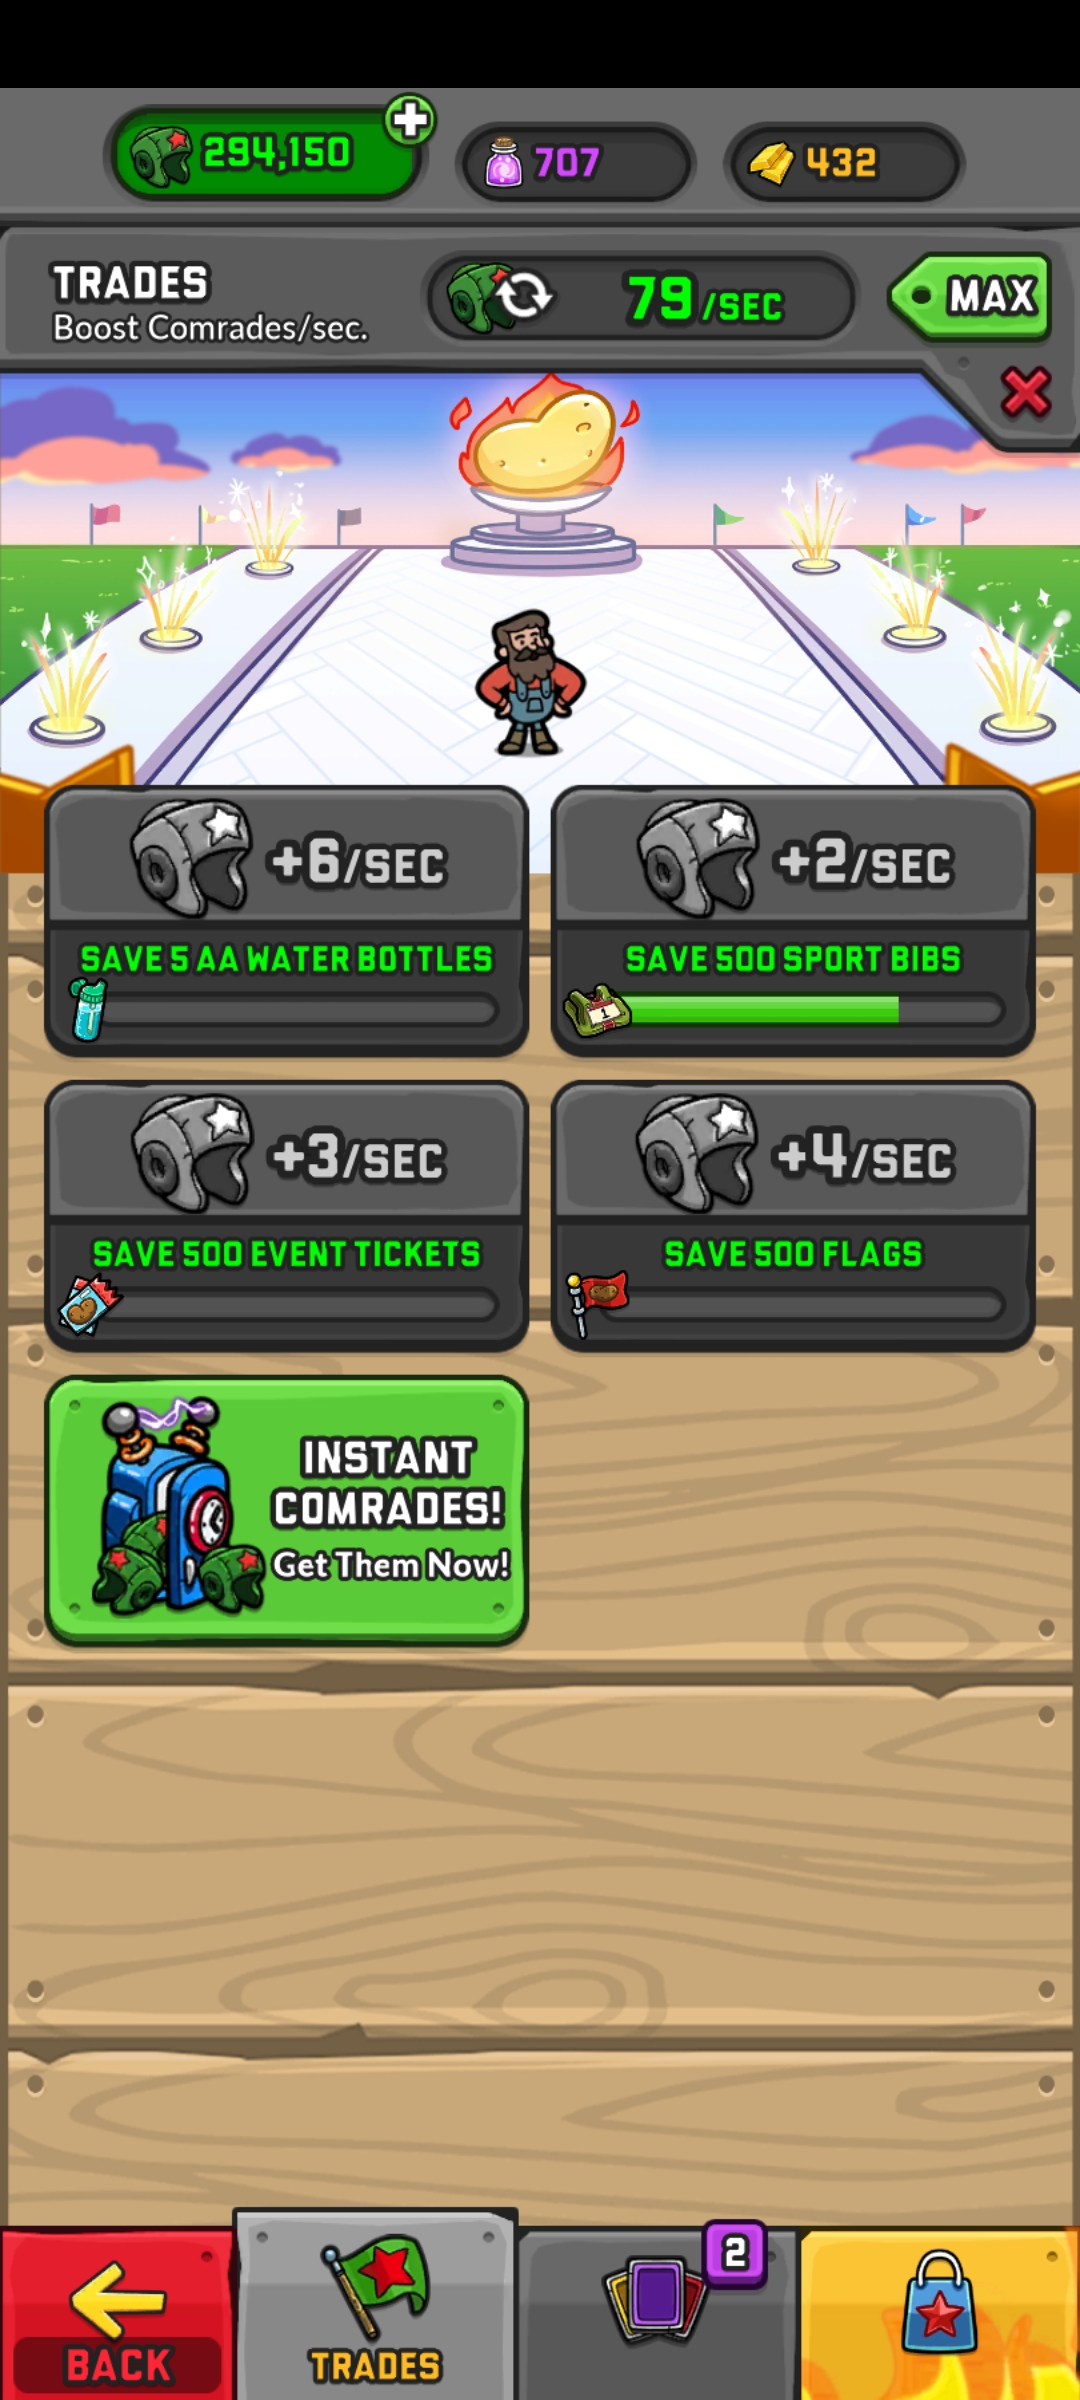 294,150
707
432
TRADES
Boost Comrades/sec.
79/SEC
MAX
+6/SEC
SAVE 5 AA WATER BOTTLES
+2/SEC
SAVE 500 SPORT BIBS
1
+3/SEC
SAVE 500 EVENT TICKETS
+4/SEC
SAVE 500 FLAGS
INSTANT
COMRADES!
Get Them Now!
BACK
TRADES
2